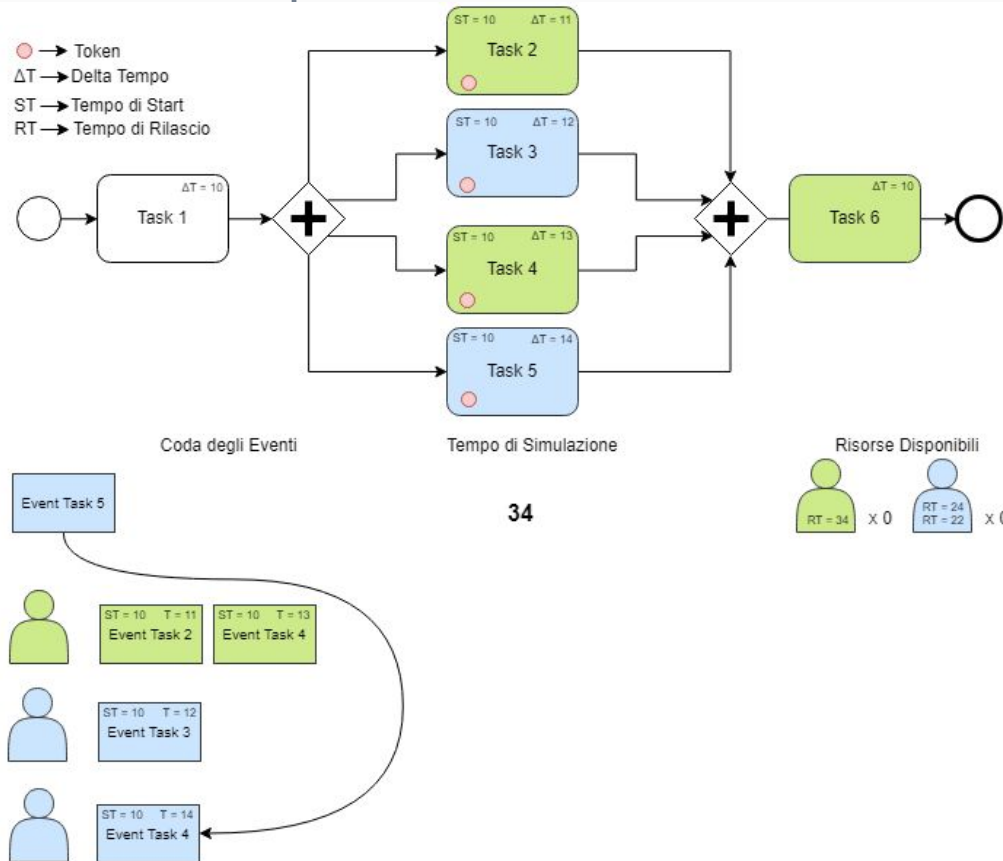 Token
ΔT Delta Tempo
ST Tempo di Start
RT Tempo di Rilascio
ΔT = 10
Task 1
ST = 10 ΔT = 11
Task 2
ST = 10 ΔT = 12
Task 3
ST = 10 ΔT = 13
Task 4
ST = 10 ΔT = 14
Task 5
ΔT = 10
Task 6
Coda degli Eventi
Tempo di Simulazione
Risorse Disponibili
Event Task 5
34
RT = 34
x 0
RT = 24
RT = 22
x 0
ST = 10 T = 11
Event Task 2
ST = 10 T = 13
Event Task 4
ST = 10 T = 12
Event Task 3
ST = 10 T = 14
Event Task 4